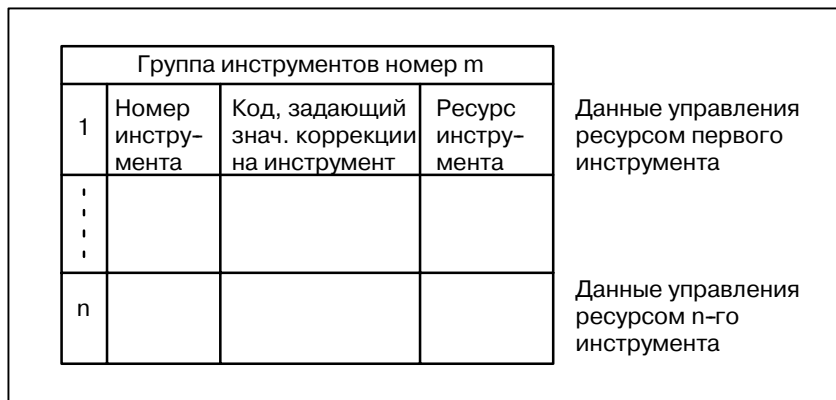 Группа инструментов номер m
1
Номер
инстру-
мента
Код, задающий
знач. коррекции
на инструмент
Ресурс
инстру-
мента
Данные управления
ресурсом первого
инструмента
n
Данные управления
ресурсом n-го
инструмента